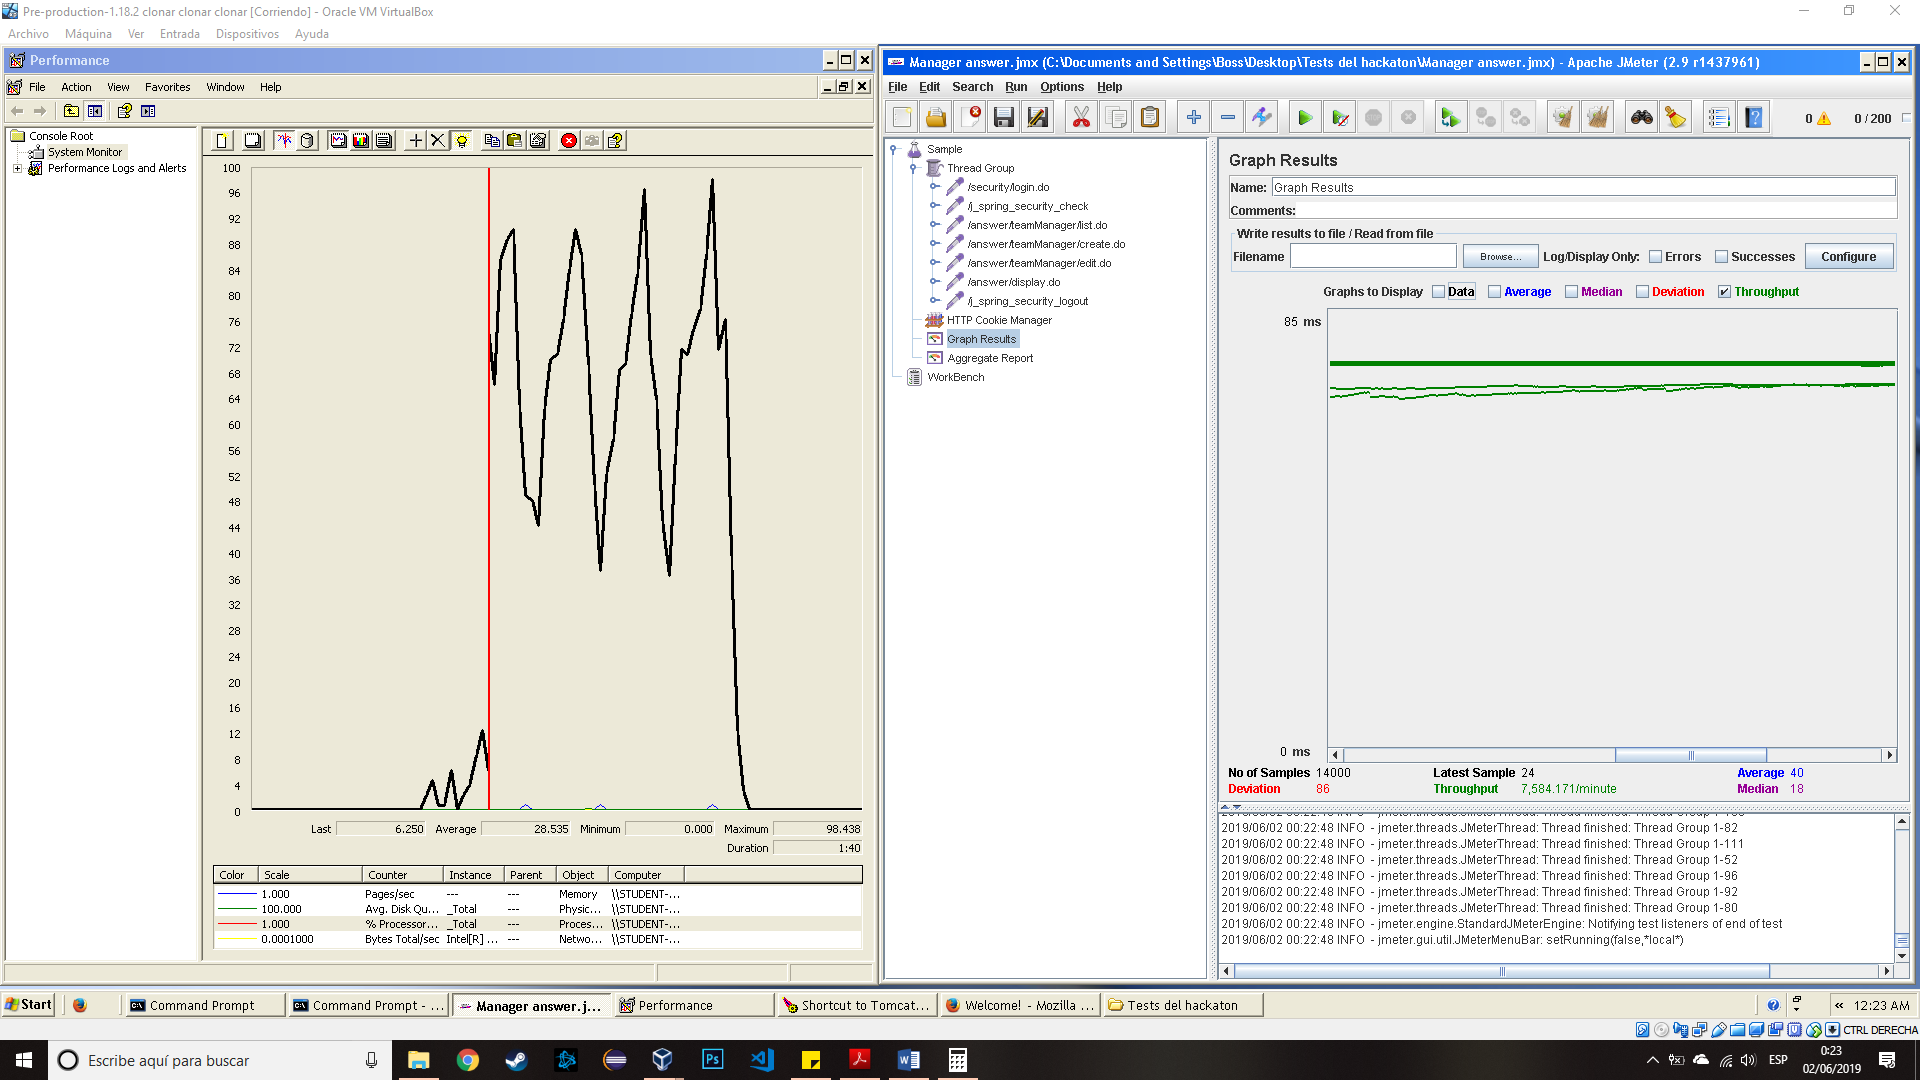 Pre-production-1.18.2 clonar clonar clonar [Corriendo] - Oracle VM VirtualBox
Archivo Máquina Ver Entrada Dispositivos Ayuda
Performance
File Action View Favorites Window Help
Console Root
System Monitor
Performance Logs and Alerts
100
96
92
88
84
80
76
72
68
64
60
56
52
48
44
40
36
32
28
24
20
16
12
8
4
0
Last 6.250 Average 28.535 Minimum 0.000 Maximum 98.438
Duration 1:40
Color Scale Counter Instance Parent Object Computer
1.000 Pages/sec --- --- Memory \\STUDENT-...
100.000 Avg. Disk Qu... _Total --- Physic... \\STUDENT-...
1.000 % Processor... _Total --- Proces... \\STUDENT-...
0.0001000 Bytes Total/sec Intel[R] ... --- Netwo... \\STUDENT-...
Manager answer.jmx (C:\Documents and Settings\Boss\Desktop\Tests del hackaton\Manager answer.jmx) - Apache JMeter (2.9 r1437961)
File Edit Search Run Options Help
0 0 / 200
Sample
Thread Group
/security/login.do
/j_spring_security_check
/answer/teamManager/list.do
/answer/teamManager/create.do
/answer/teamManager/edit.do
/answer/display.do
/j_spring_security_logout
HTTP Cookie Manager
Graph Results
Aggregate Report
WorkBench
Graph Results
Name: Graph Results
Comments:
Write results to file / Read from file
Filename Browse... Log/Display Only: Errors Successes Configure
Graphs to Display Data Average Median Deviation Throughput
85 ms
0 ms
No of Samples 14000 Latest Sample 24 Average 40
Deviation 86 Throughput 7,584.171/minute Median 18
2019/06/02 00:22:48 INFO - jmeter.threads.JMeterThread: Thread finished: Thread Group 1-82
2019/06/02 00:22:48 INFO - jmeter.threads.JMeterThread: Thread finished: Thread Group 1-111
2019/06/02 00:22:48 INFO - jmeter.threads.JMeterThread: Thread finished: Thread Group 1-52
2019/06/02 00:22:48 INFO - jmeter.threads.JMeterThread: Thread finished: Thread Group 1-96
2019/06/02 00:22:48 INFO - jmeter.threads.JMeterThread: Thread finished: Thread Group 1-92
2019/06/02 00:22:48 INFO - jmeter.threads.JMeterThread: Thread finished: Thread Group 1-80
2019/06/02 00:22:48 INFO - jmeter.engine.StandardJMeterEngine: Notifying test listeners of end of test
2019/06/02 00:22:48 INFO - jmeter.gui.util.JMeterMenuBar: setRunning(false,*local*)
Start Command Prompt Command Prompt - ... Manager answer.j... Performance Shortcut to Tomcat... Welcome! - Mozilla ... Tests del hackaton « 12:23 AM
CTRL DERECHA
Escribe aquí para buscar
ESP
0:23
02/06/2019